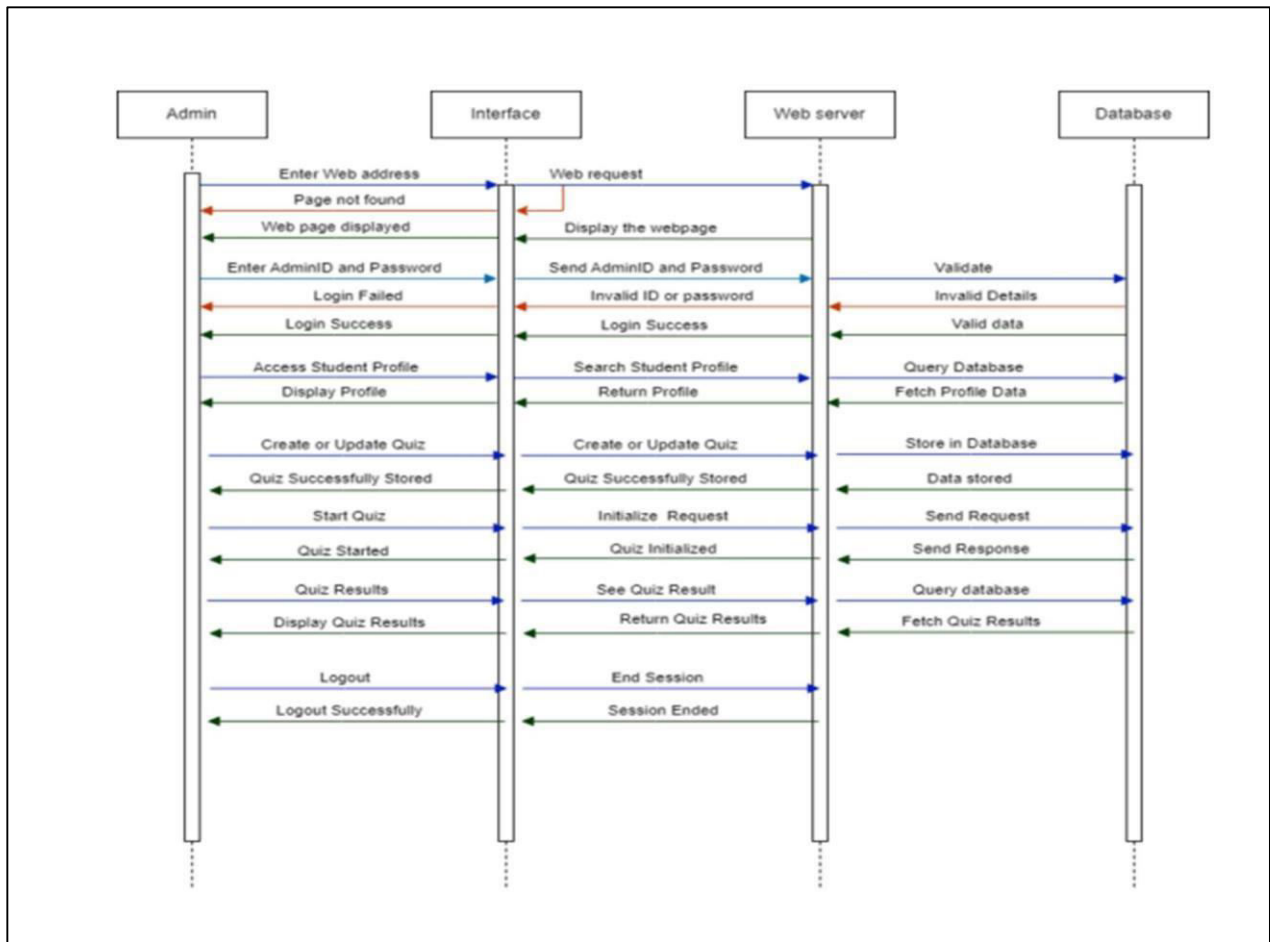 Admin
Interface
Web server
Database
Enter Web address
Web request
Page not found
Web page displayed
Display the webpage
Enter AdminID and Password
Send AdminID and Password
Validate
Login Failed
Invalid ID or password
Invalid Details
Login Success
Login Success
Valid data
Access Student Profile
Search Student Profile
Query Database
Display Profile
Return Profile
Fetch Profile Data
Create or Update Quiz
Create or Update Quiz
Store in Database
Quiz Successfully Stored
Quiz Successfully Stored
Data stored
Start Quiz
Initialize Request
Send Request
Quiz Started
Quiz Initialized
Send Response
Quiz Results
See Quiz Result
Query database
Display Quiz Results
Return Quiz Results
Fetch Quiz Results
Logout
End Session
Logout Successfully
Session Ended